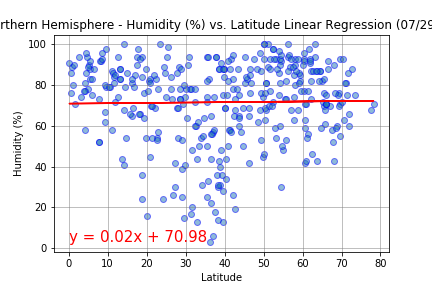 rthern Hemisphere - Humidity (%) vs. Latitude Linear Regression (07/29
100
80
60
40
20
0
Humidity (%)
y = 0.02x + 70.98
0 10 20 30 40 50 60 70 80
Latitude